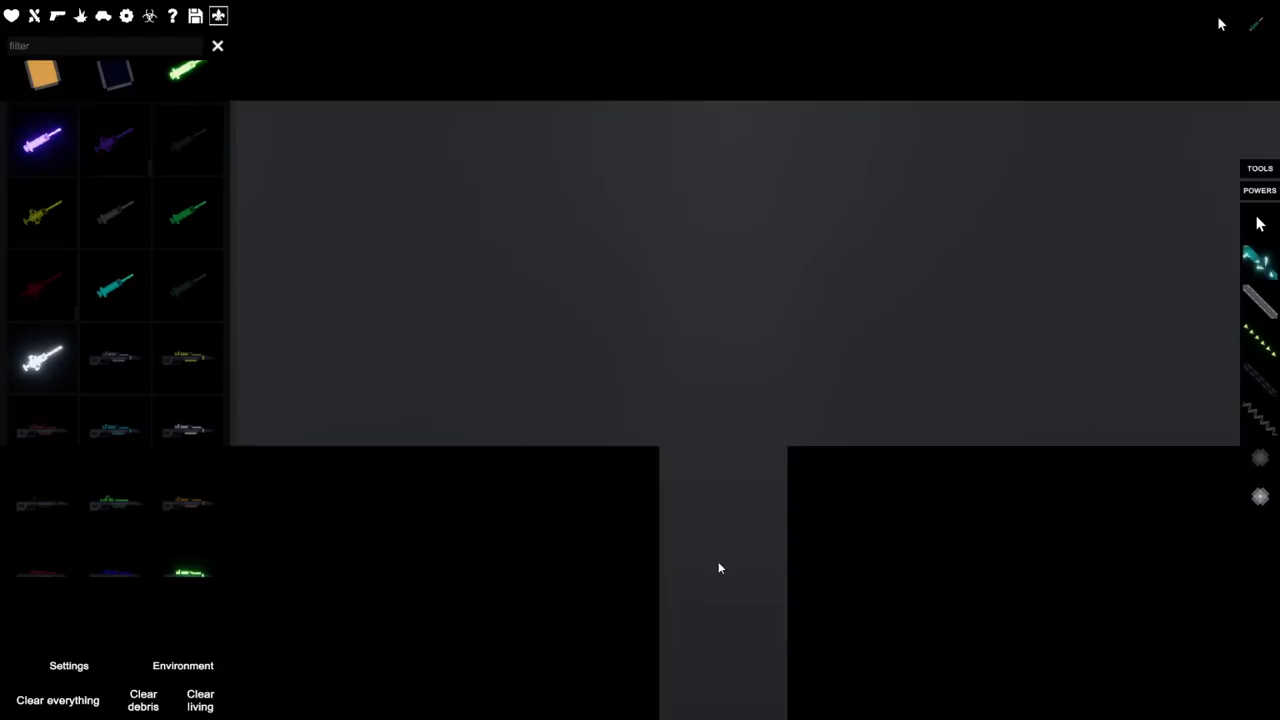 filter
TOOLS
POWERS
Settings
Environment
Clear everything
Clear
debris
Clear
living